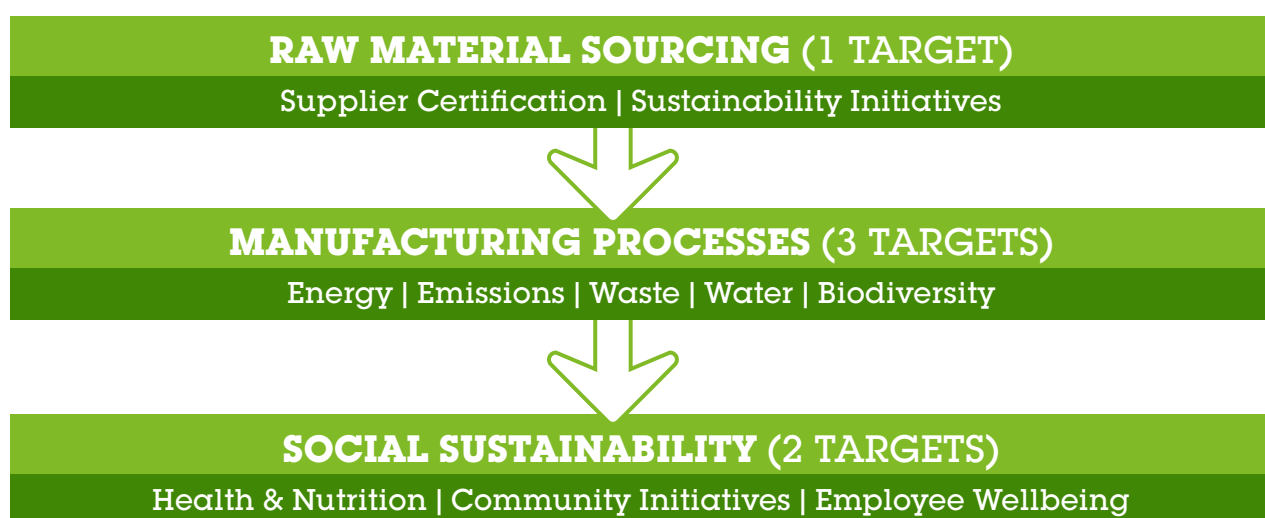 RAW MATERIAL SOURCING (1 TARGET)
Supplier Certification | Sustainability Initiatives
MANUFACTURING PROCESSES (3 TARGETS)
Energy | Emissions | Waste | Water | Biodiversity
SOCIAL SUSTAINABILITY (2 TARGETS)
Health & Nutrition | Community Initiatives | Employee Wellbeing